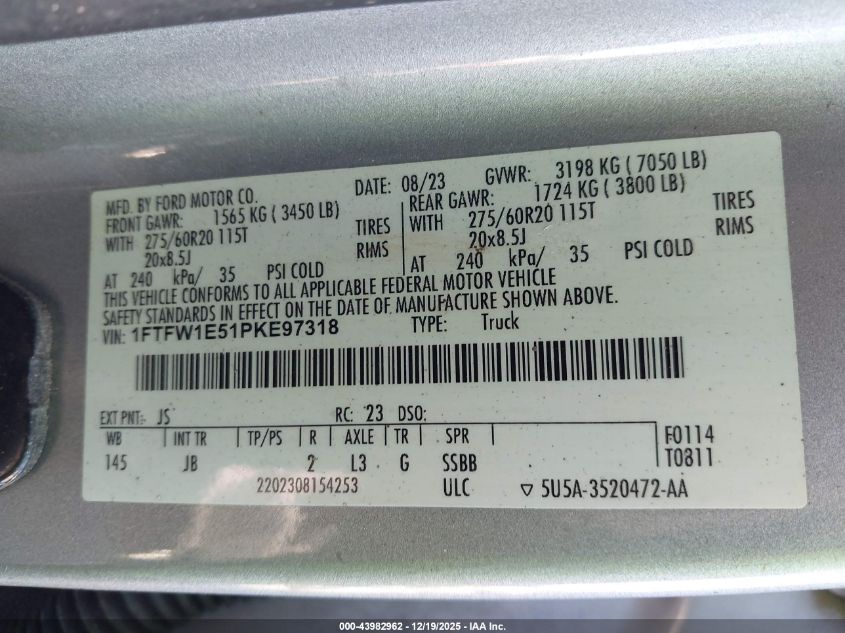 MFD. BY FORD MOTOR CO. DATE: 08/23 GVWR: 3198 KG ( 7050 LB)
FRONT GAWR: 1565 KG ( 3450 LB) REAR GAWR: 1724 KG ( 3800 LB)
WITH 275/60R20 115T TIRES WITH 275/60R20 115T TIRES
20x8.5J RIMS 20x8.5J RIMS
AT 240 kPa/ 35 PSI COLD AT 240 kPa/ 35 PSI COLD
THIS VEHICLE CONFORMS TO ALL APPLICABLE FEDERAL MOTOR VEHICLE
SAFETY STANDARDS IN EFFECT ON THE DATE OF MANUFACTURE SHOWN ABOVE.
VIN: 1FTFW1E51PKE97318 TYPE: Truck
EXT PNT: JS RC: 23 DSO:
WB INT TR TP/PS R AXLE TR SPR F0114
145 JB 2 L3 G SSBB T0811
2202308154253 ULC ▽ 5U5A-3520472-AA
000-43982962 - 12/19/2025 - IAA Inc.